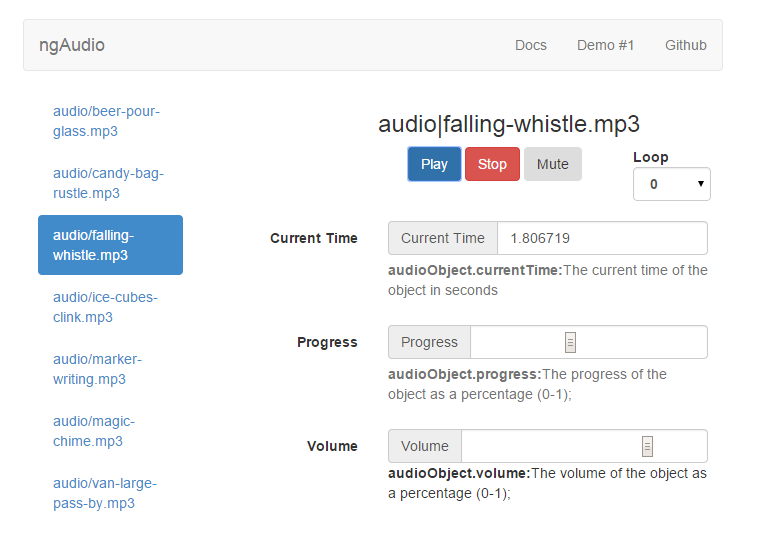 ngAudio
Docs
Demo #1
Github
audio/beer-pour-
glass.mp3
audio/candy-bag-
rustle.mp3
audio/falling-
whistle.mp3
audio/ice-cubes-
clink.mp3
audio/marker-
writing.mp3
audio/magic-
chime.mp3
audio/van-large-
pass-by.mp3
audio|falling-whistle.mp3
Play
Stop
Mute
Loop
0
Current Time
Current Time
1.806719
audioObject.currentTime:The current time of the
object in seconds
Progress
Progress
audioObject.progress:The progress of the
object as a percentage (0-1);
Volume
Volume
audioObject.volume:The volume of the object as
a percentage (0-1);